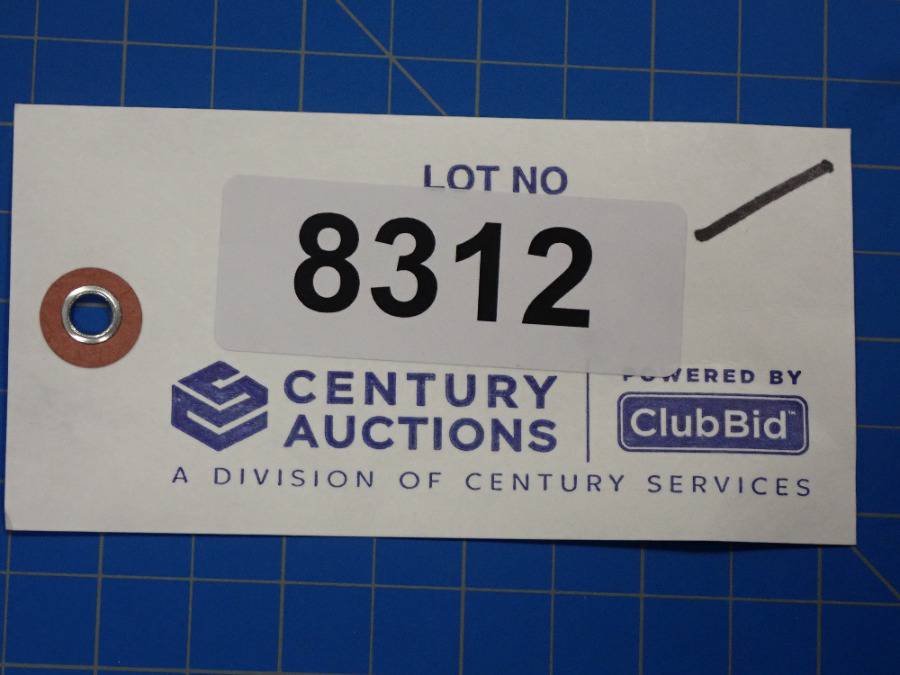 LOT NO
8312
CENTURY
AUCTIONS
POWERED BY
ClubBid™
A DIVISION OF CENTURY SERVICES